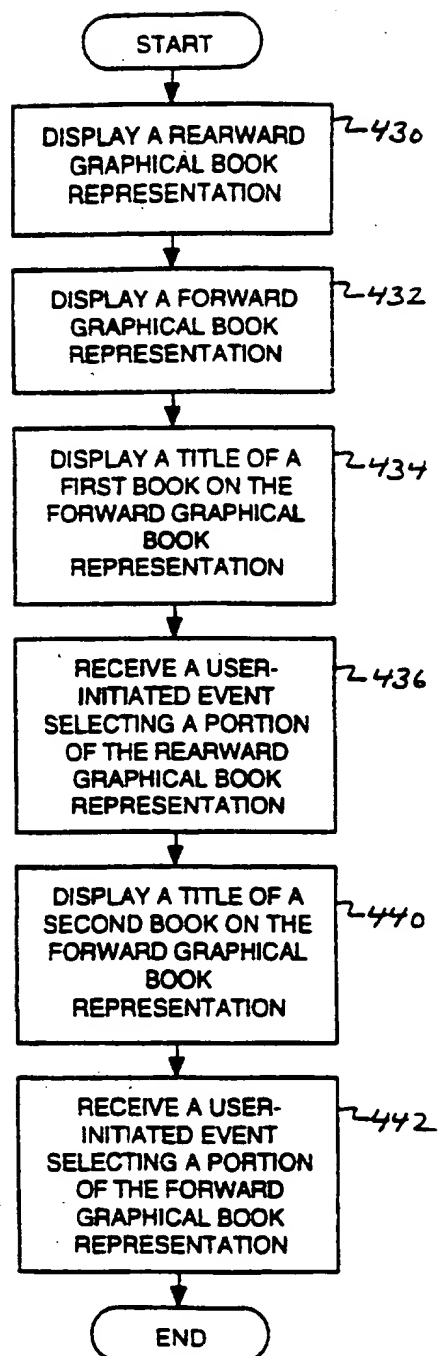 START
DISPLAY A REARWARD
GRAPHICAL BOOK
REPRESENTATION
430
DISPLAY A FORWARD
GRAPHICAL BOOK
REPRESENTATION
432
DISPLAY A TITLE OF A
FIRST BOOK ON THE
FORWARD GRAPHICAL
BOOK
REPRESENTATION
434
RECEIVE A USER-
INITIATED EVENT
SELECTING A PORTION
OF THE REARWARD
GRAPHICAL BOOK
REPRESENTATION
436
DISPLAY A TITLE OF A
SECOND BOOK ON THE
FORWARD GRAPHICAL
BOOK
REPRESENTATION
440
RECEIVE A USER-
INITIATED EVENT
SELECTING A PORTION
OF THE FORWARD
GRAPHICAL BOOK
REPRESENTATION
442
END